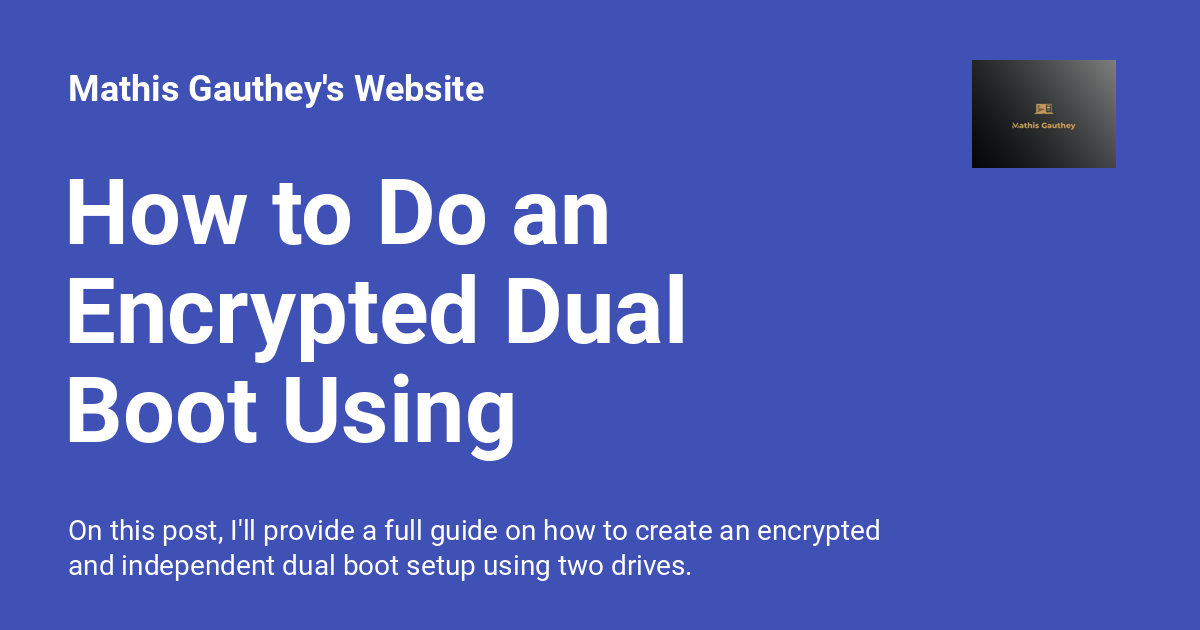 Mathis Gauthey's Website
Mathis Gauthey
How to Do an
Encrypted Dual
Boot Using
On this post, I'll provide a full guide on how to create an encrypted
and independent dual boot setup using two drives.